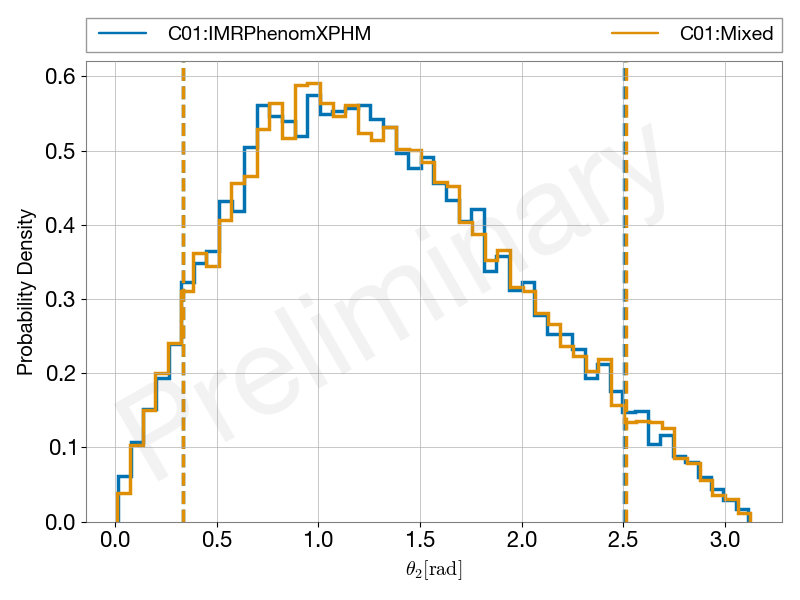 C01:IMRPhenomXPHM C01:Mixed
Preliminary
Probability Density
0.6
0.5
0.4
0.3
0.2
0.1
0.0
0.0 0.5 1.0 1.5 2.0 2.5 3.0
θ₂[rad]